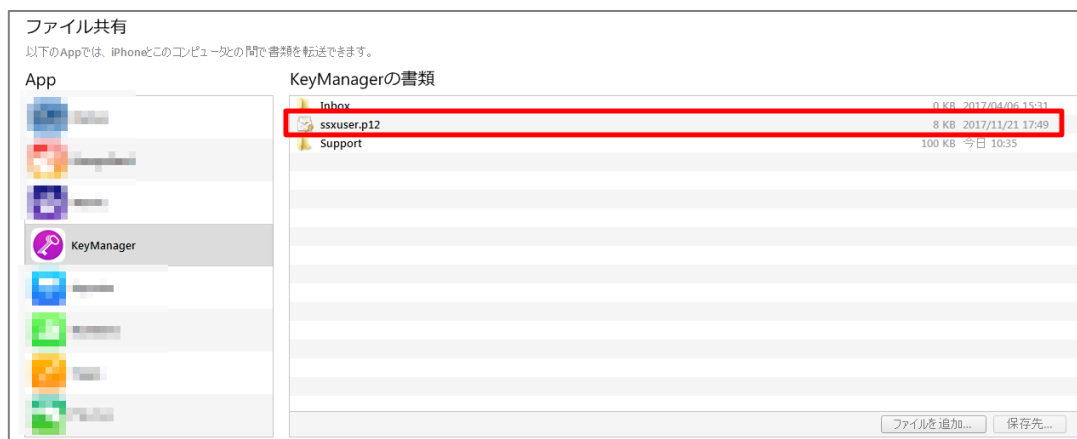 ファイル共有
以下のAppでは、iPhoneとこのコンピュータとの間で書類を転送できます。
App
KeyManagerの書類
Inbox 0 KB 2017/04/06 15:31
ssxuser.p12 8 KB 2017/11/21 17:49
Support 100 KB 今日 10:35
KeyManager
ファイルを追加... 保存先...